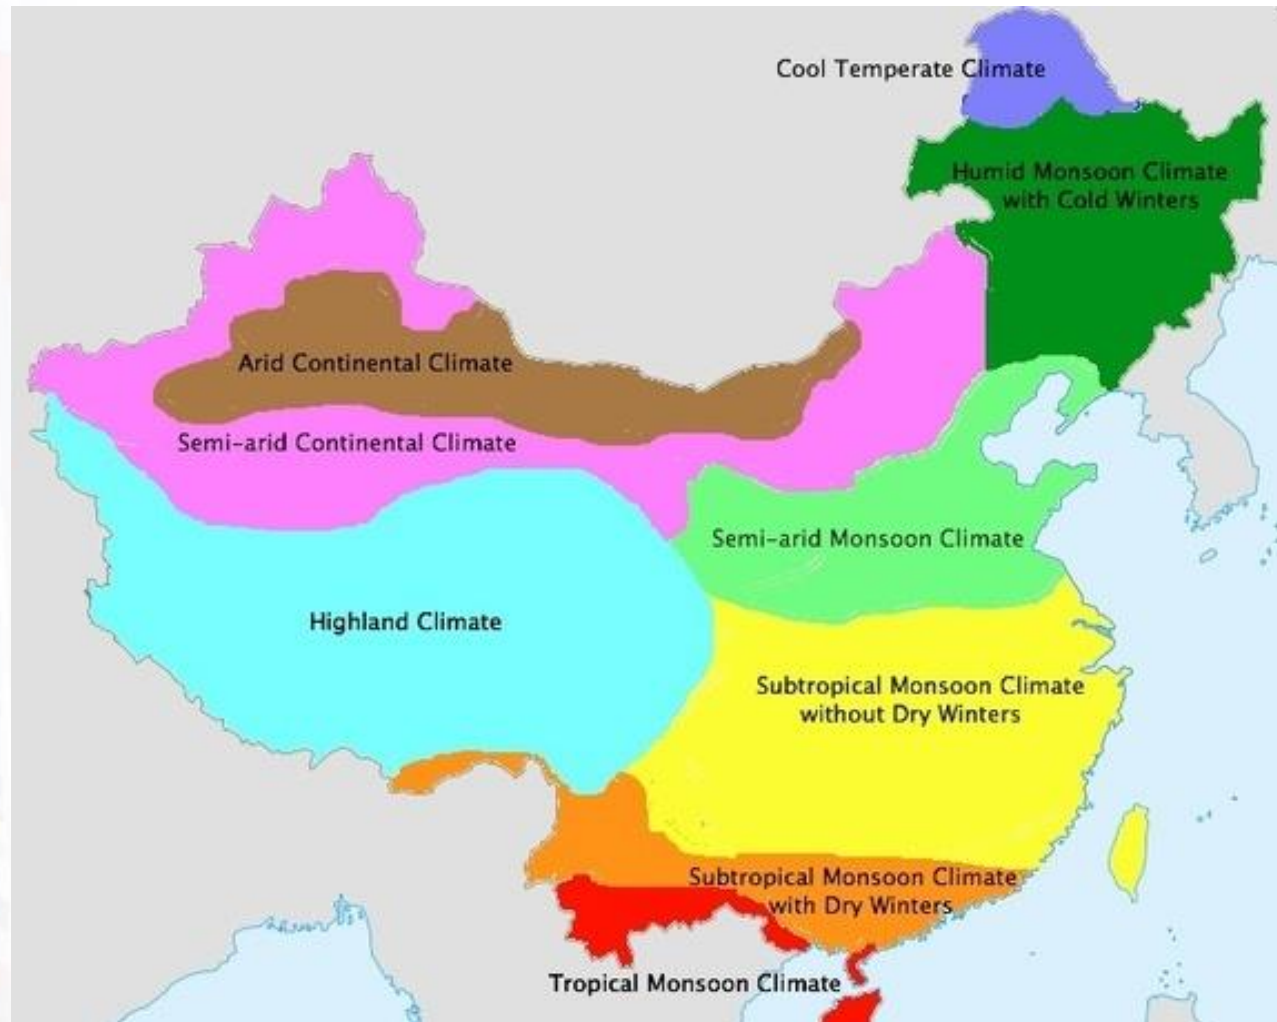 Cool Temperate Climate
Humid Monsoon Climate
with Cold Winters
Arid Continental Climate
Semi-arid Continental Climate
Semi-arid Monsoon Climate
Highland Climate
Subtropical Monsoon Climate
without Dry Winters
Subtropical Monsoon Climate
with Dry Winters
Tropical Monsoon Climate